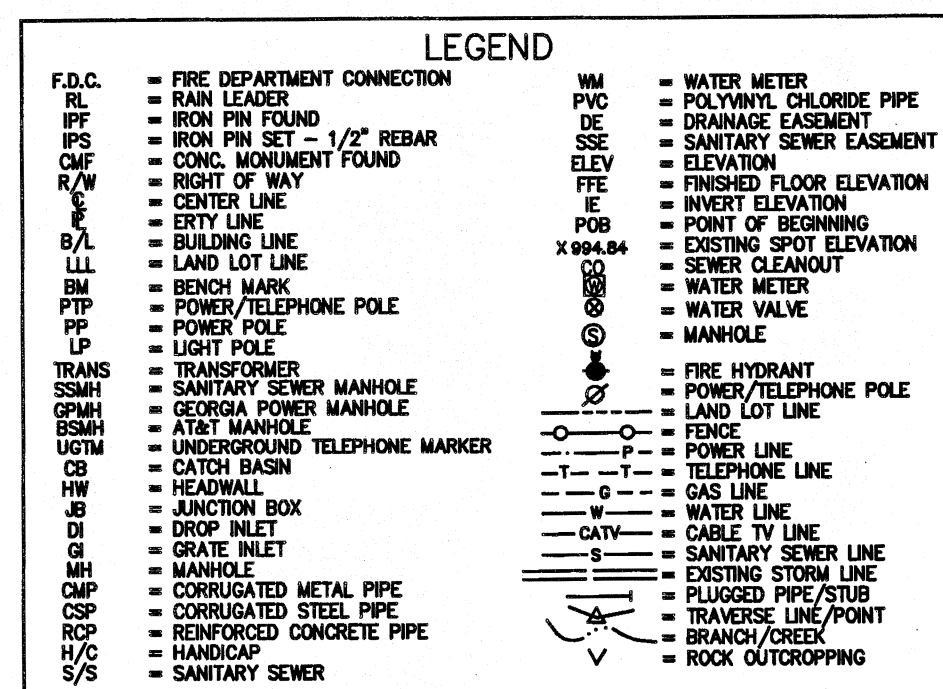 LEGEND
F.D.C. = FIRE DEPARTMENT CONNECTION
RL = RAIN LEADER
IPF = IRON PIN FOUND
IPS = IRON PIN SET - 1/2" REBAR
CMF = CONC. MONUMENT FOUND
R/W = RIGHT OF WAY
℄ = CENTER LINE
= ERTY LINE
B/L = BUILDING LINE
LLL = LAND LOT LINE
BM = BENCH MARK
PTP = POWER/TELEPHONE POLE
PP = POWER POLE
LP = LIGHT POLE
TRANS = TRANSFORMER
SSMH = SANITARY SEWER MANHOLE
GPMH = GEORGIA POWER MANHOLE
BSMH = AT&T MANHOLE
UGTM = UNDERGROUND TELEPHONE MARKER
CB = CATCH BASIN
HW = HEADWALL
JB = JUNCTION BOX
DI = DROP INLET
GI = GRATE INLET
MH = MANHOLE
CMP = CORRUGATED METAL PIPE
CSP = CORRUGATED STEEL PIPE
RCP = REINFORCED CONCRETE PIPE
H/C = HANDICAP
S/S = SANITARY SEWER
WM = WATER METER
PVC = POLYVINYL CHLORIDE PIPE
DE = DRAINAGE EASEMENT
SSE = SANITARY SEWER EASEMENT
ELEV = ELEVATION
FFE = FINISHED FLOOR ELEVATION
IE = INVERT ELEVATION
POB = POINT OF BEGINNING
X 994.84 = EXISTING SPOT ELEVATION
CO = SEWER CLEANOUT
W = WATER METER
= WATER VALVE
S = MANHOLE
= FIRE HYDRANT
= POWER/TELEPHONE POLE
= LAND LOT LINE
= FENCE
P = POWER LINE
T T = TELEPHONE LINE
G = GAS LINE
W = WATER LINE
CATV = CABLE TV LINE
S = SANITARY SEWER LINE
= EXISTING STORM LINE
= PLUGGED PIPE/STUB
= TRAVERSE LINE/POINT
= BRANCH/CREEK
= ROCK OUTCROPPING